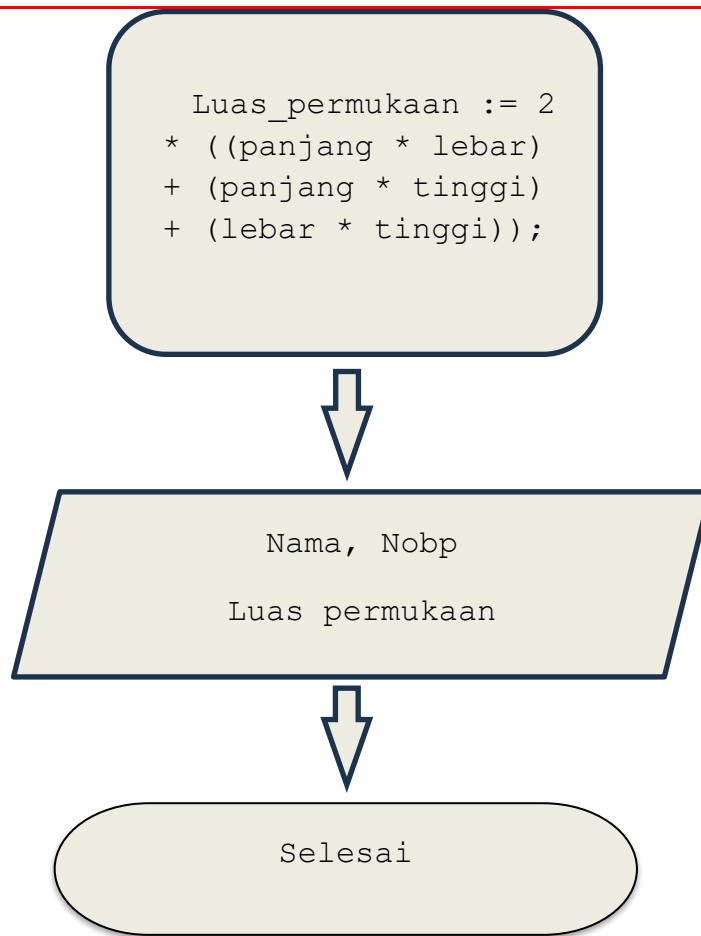 Luas_permukaan := 2
* ((panjang * lebar)
+ (panjang * tinggi)
+ (lebar * tinggi));
Nama, Nobp
Luas permukaan
Selesai